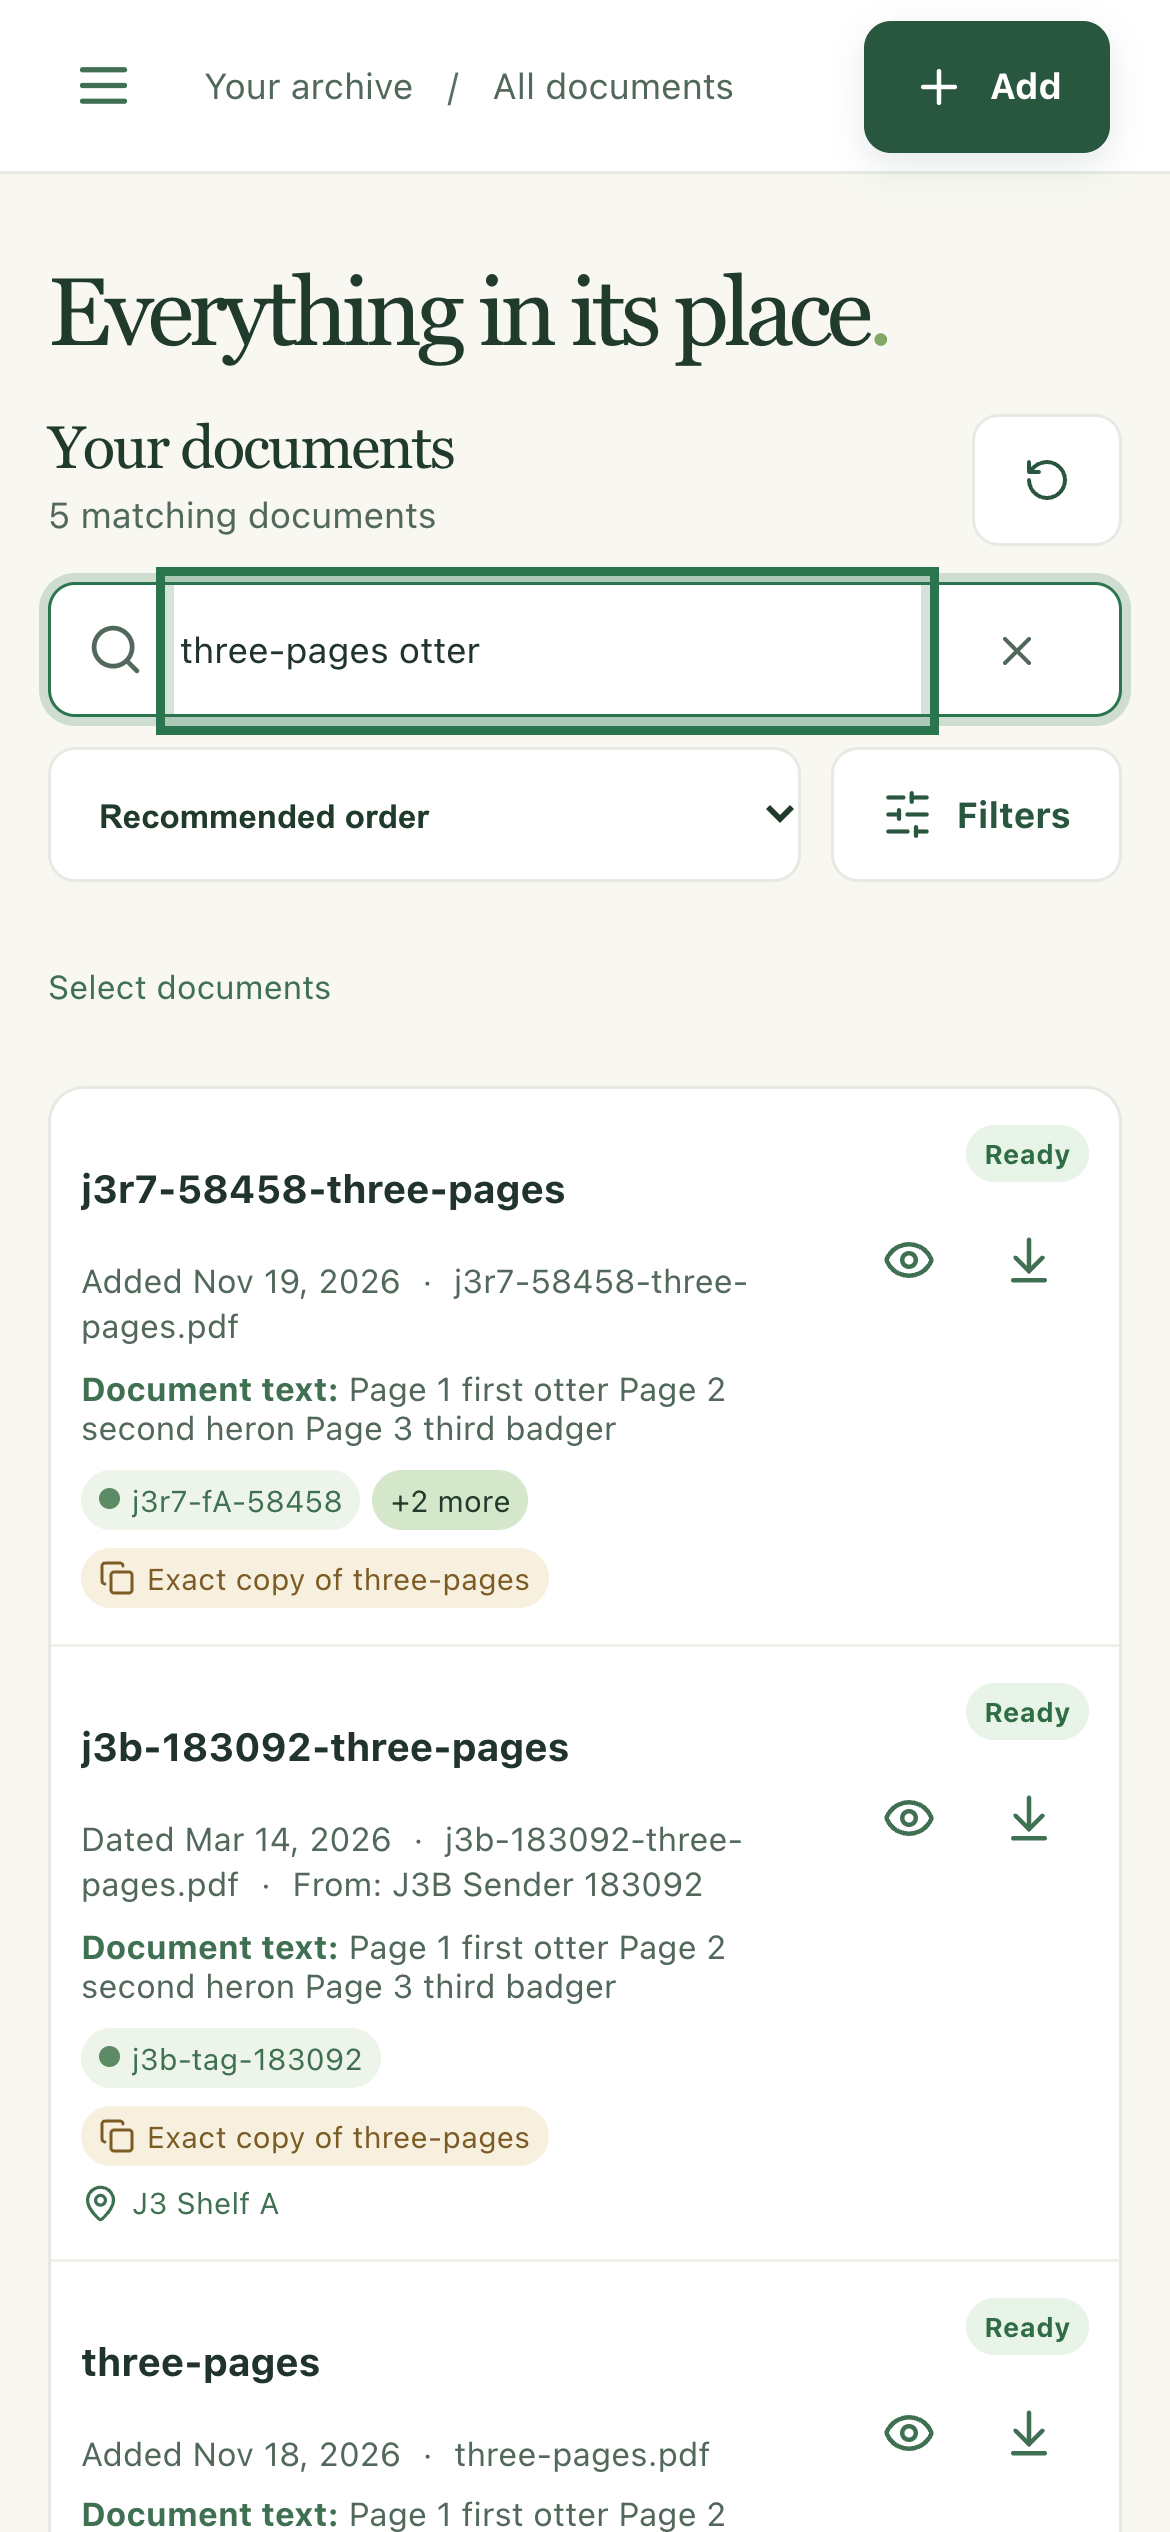 Your archive / All documents
Add
Everything in its place.
Your documents
5 matching documents
three-pages otter
Recommended order
Filters
Select documents
Ready
j3r7-58458-three-pages
Added Nov 19, 2026 · j3r7-58458-three-
pages.pdf
Document text: Page 1 first otter Page 2
second heron Page 3 third badger
j3r7-fA-58458
+2 more
Exact copy of three-pages
Ready
j3b-183092-three-pages
Dated Mar 14, 2026 · j3b-183092-three-
pages.pdf · From: J3B Sender 183092
Document text: Page 1 first otter Page 2
second heron Page 3 third badger
j3b-tag-183092
Exact copy of three-pages
J3 Shelf A
Ready
three-pages
Added Nov 18, 2026 · three-pages.pdf
Document text: Page 1 first otter Page 2